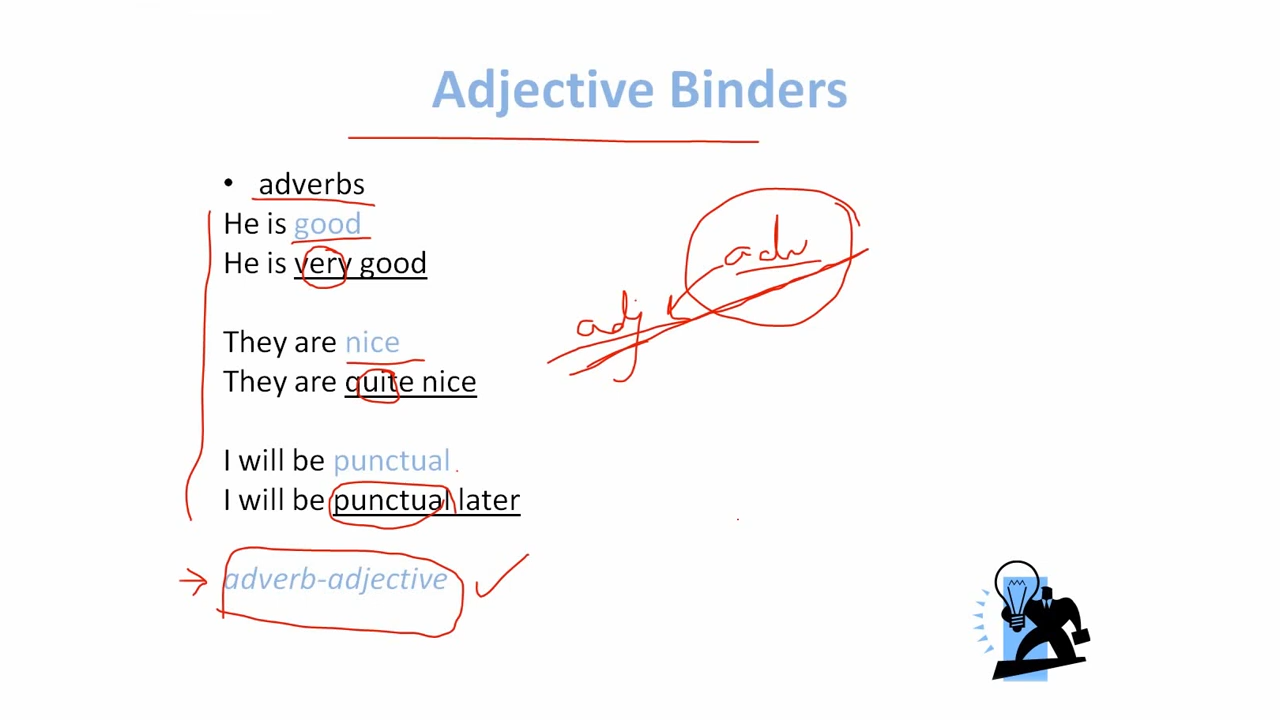 Adjective Binders
• adverbs
He is good
He is very good
adv
adj
They are nice
They are quite nice
I will be punctual
I will be punctual later
adverb-adjective